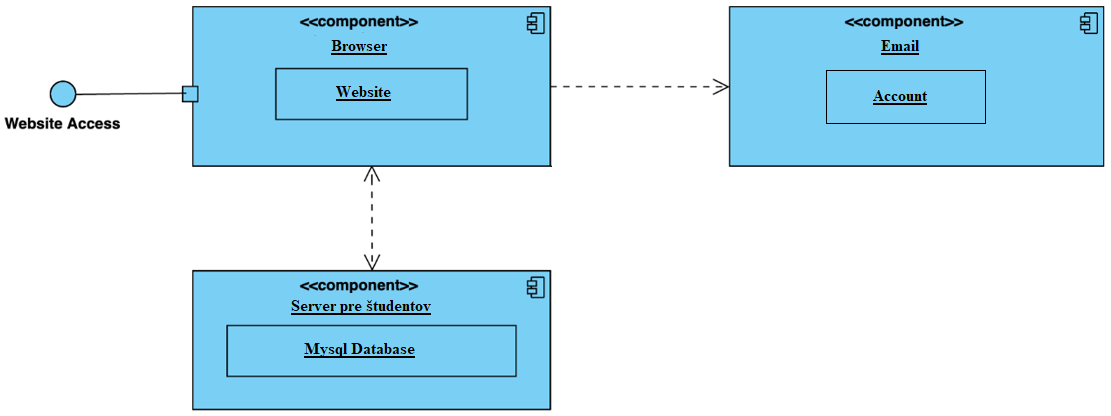 <<component>>
Browser
Website
<<component>>
Email
Account
Website Access
<<component>>
Server pre študentov
Mysql Database